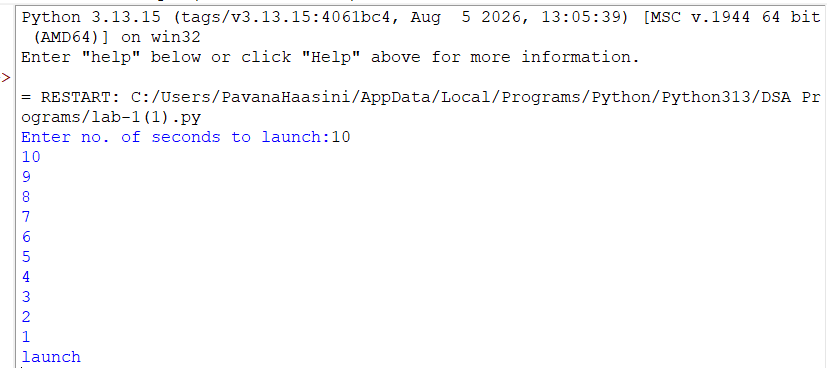 Python 3.13.15 (tags/v3.13.15:4061bc4, Aug  5 2026, 13:05:39) [MSC v.1944 64 bit
 (AMD64)] on win32
Enter "help" below or click "Help" above for more information.
>
= RESTART: C:/Users/PavanaHaasini/AppData/Local/Programs/Python/Python313/DSA Pr
ograms/lab-1(1).py
Enter no. of seconds to launch:10
10
9
8
7
6
5
4
3
2
1
launch